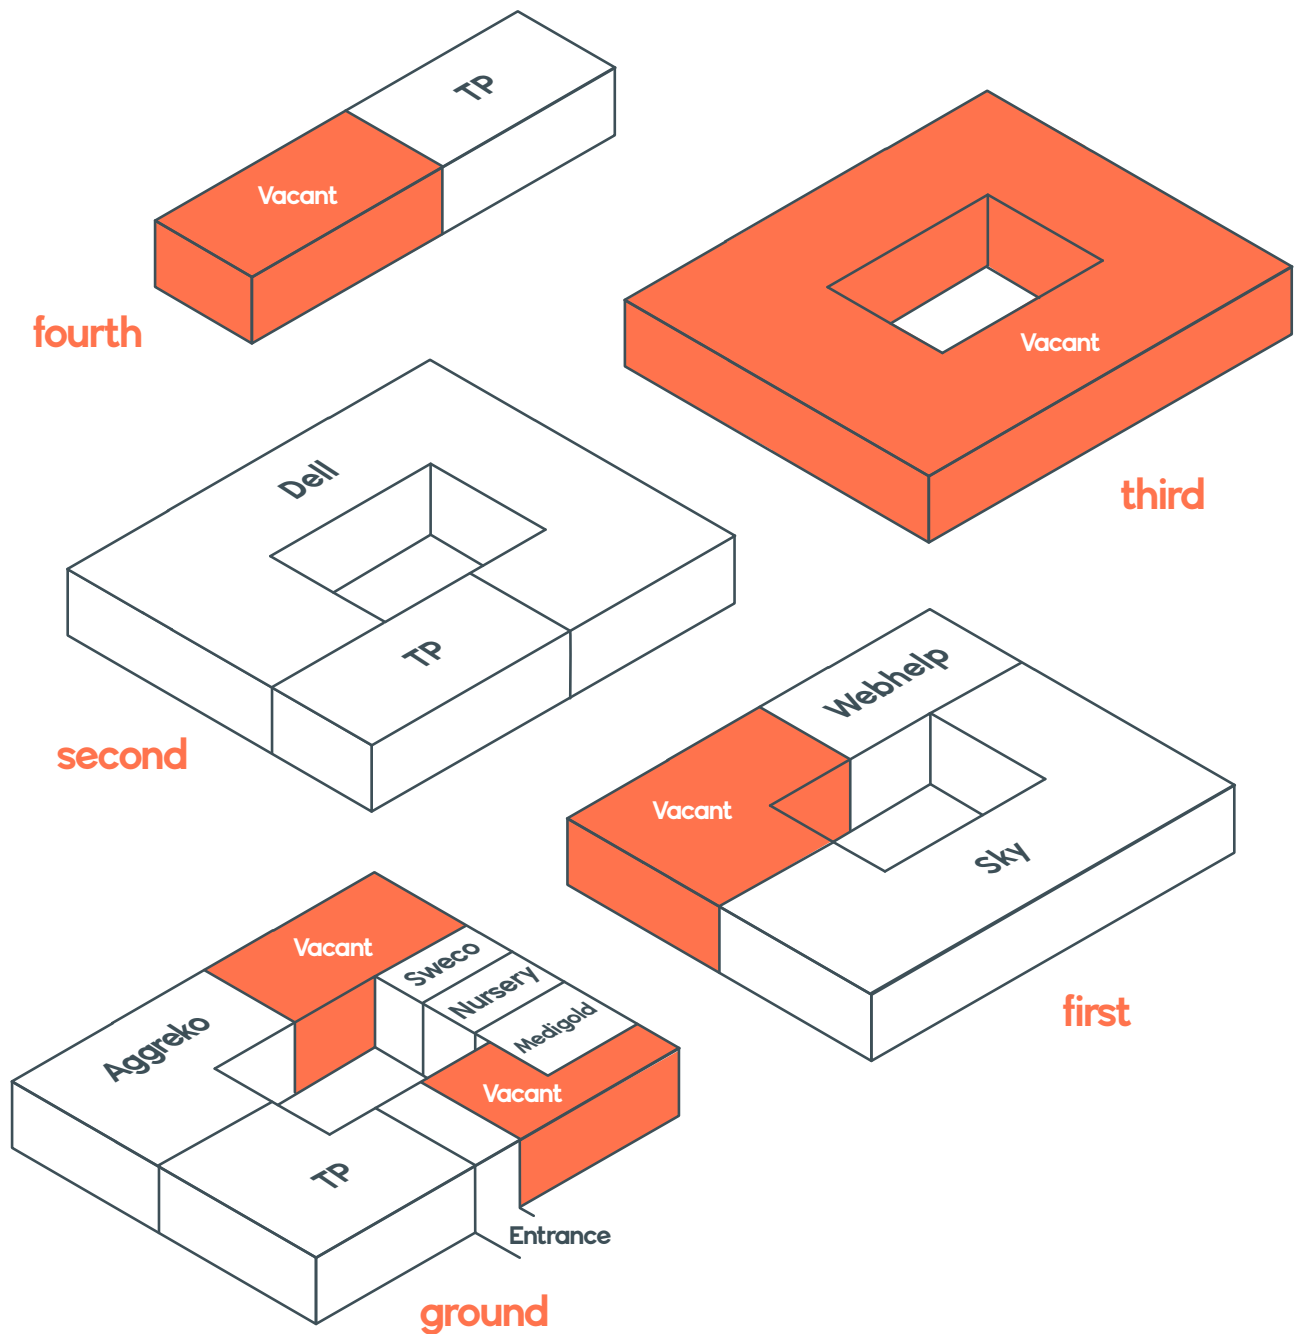 TP
Vacant
fourth
Vacant
third
Dell
TP
second
Webhelp
Vacant
Sky
first
Vacant
Sweco
Nursery
Medigold
Aggreko
Vacant
TP
Entrance
ground